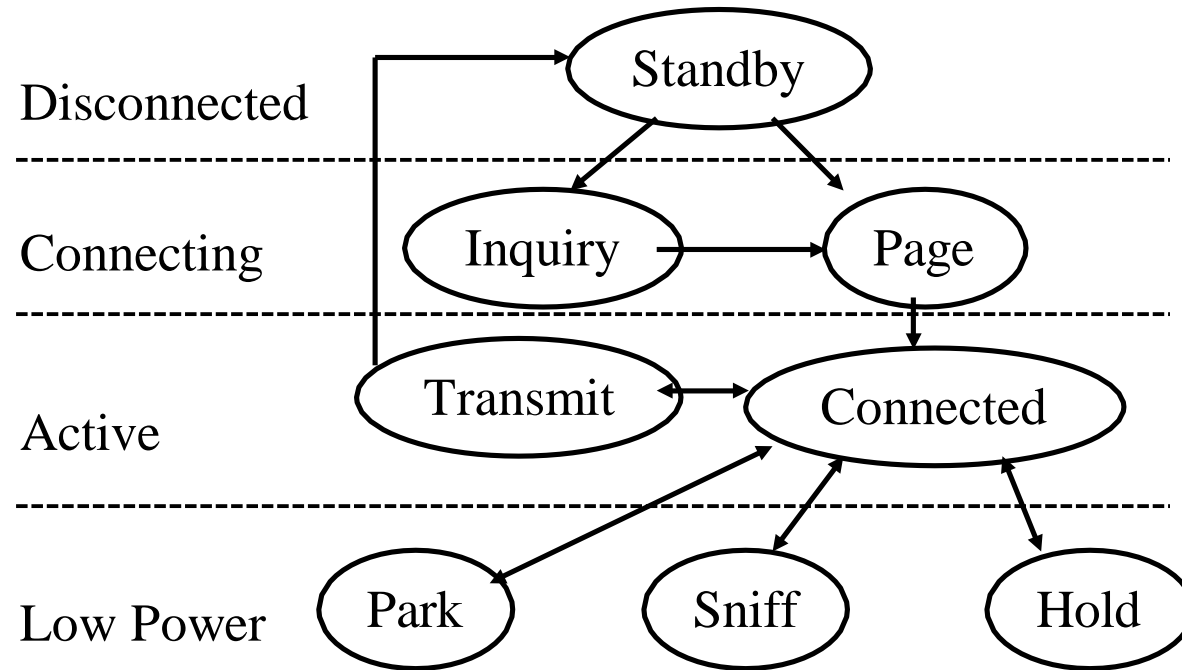 Standby
Disconnected
Inquiry
Page
Connecting
Transmit
Connected
Active
Park
Sniff
Hold
Low Power